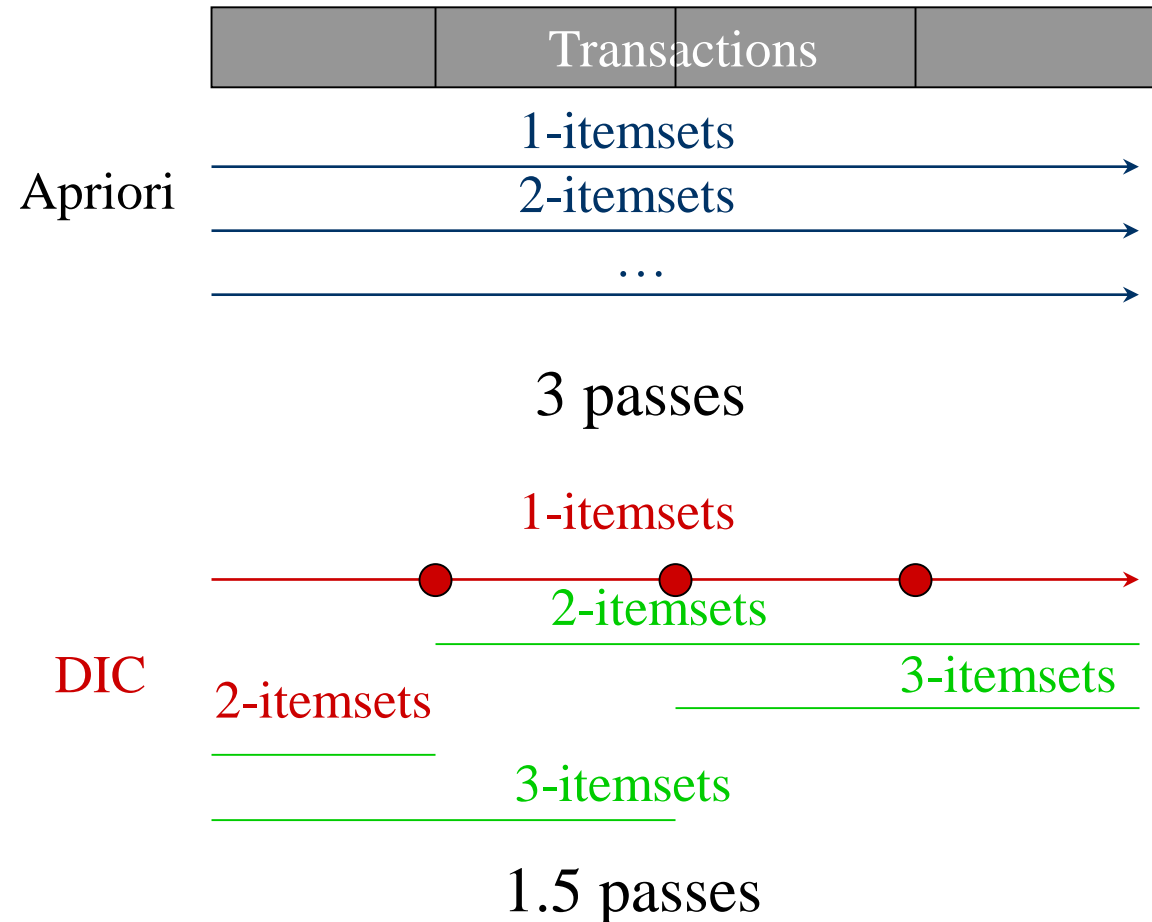 Transactions
1-itemsets
Apriori
2-itemsets
…
3 passes
1-itemsets
2-itemsets
DIC
3-itemsets
2-itemsets
3-itemsets
1.5 passes